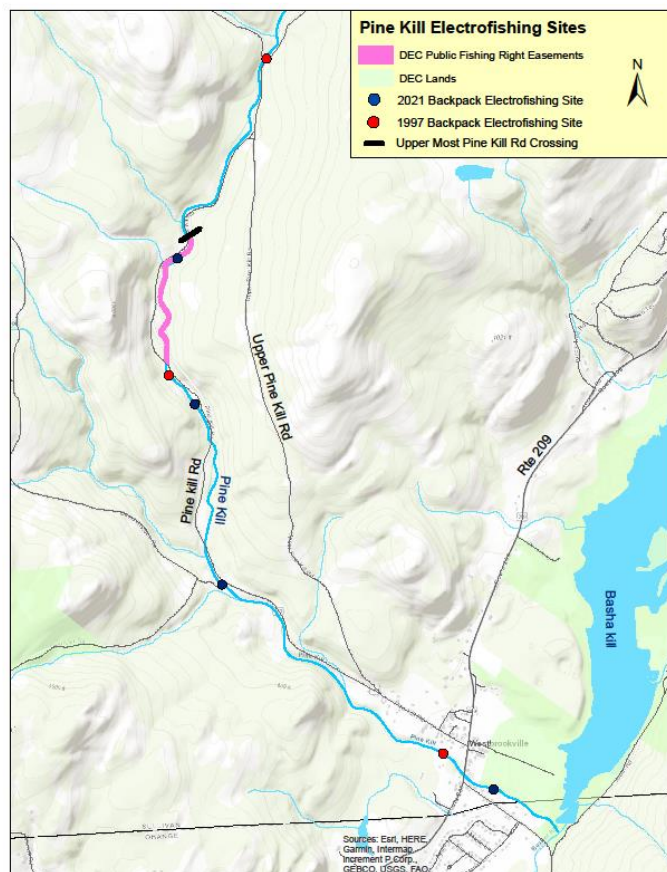 Pine Kill Electrofishing Sites
DEC Public Fishing Right Easements
DEC Lands
2021 Backpack Electrofishing Site
1997 Backpack Electrofishing Site
Upper Most Pine Kill Rd Crossing
N
Upper Pine Kill Rd
Rte 209
Pine kill Rd
Pine Kill
Basha kill
Pine Kill
Westbrookville
SULLIVAN
ORANGE
Sources: Esri, HERE,
Garmin, Intermap,
increment P Corp.,
GEBCO, USGS, FAO,